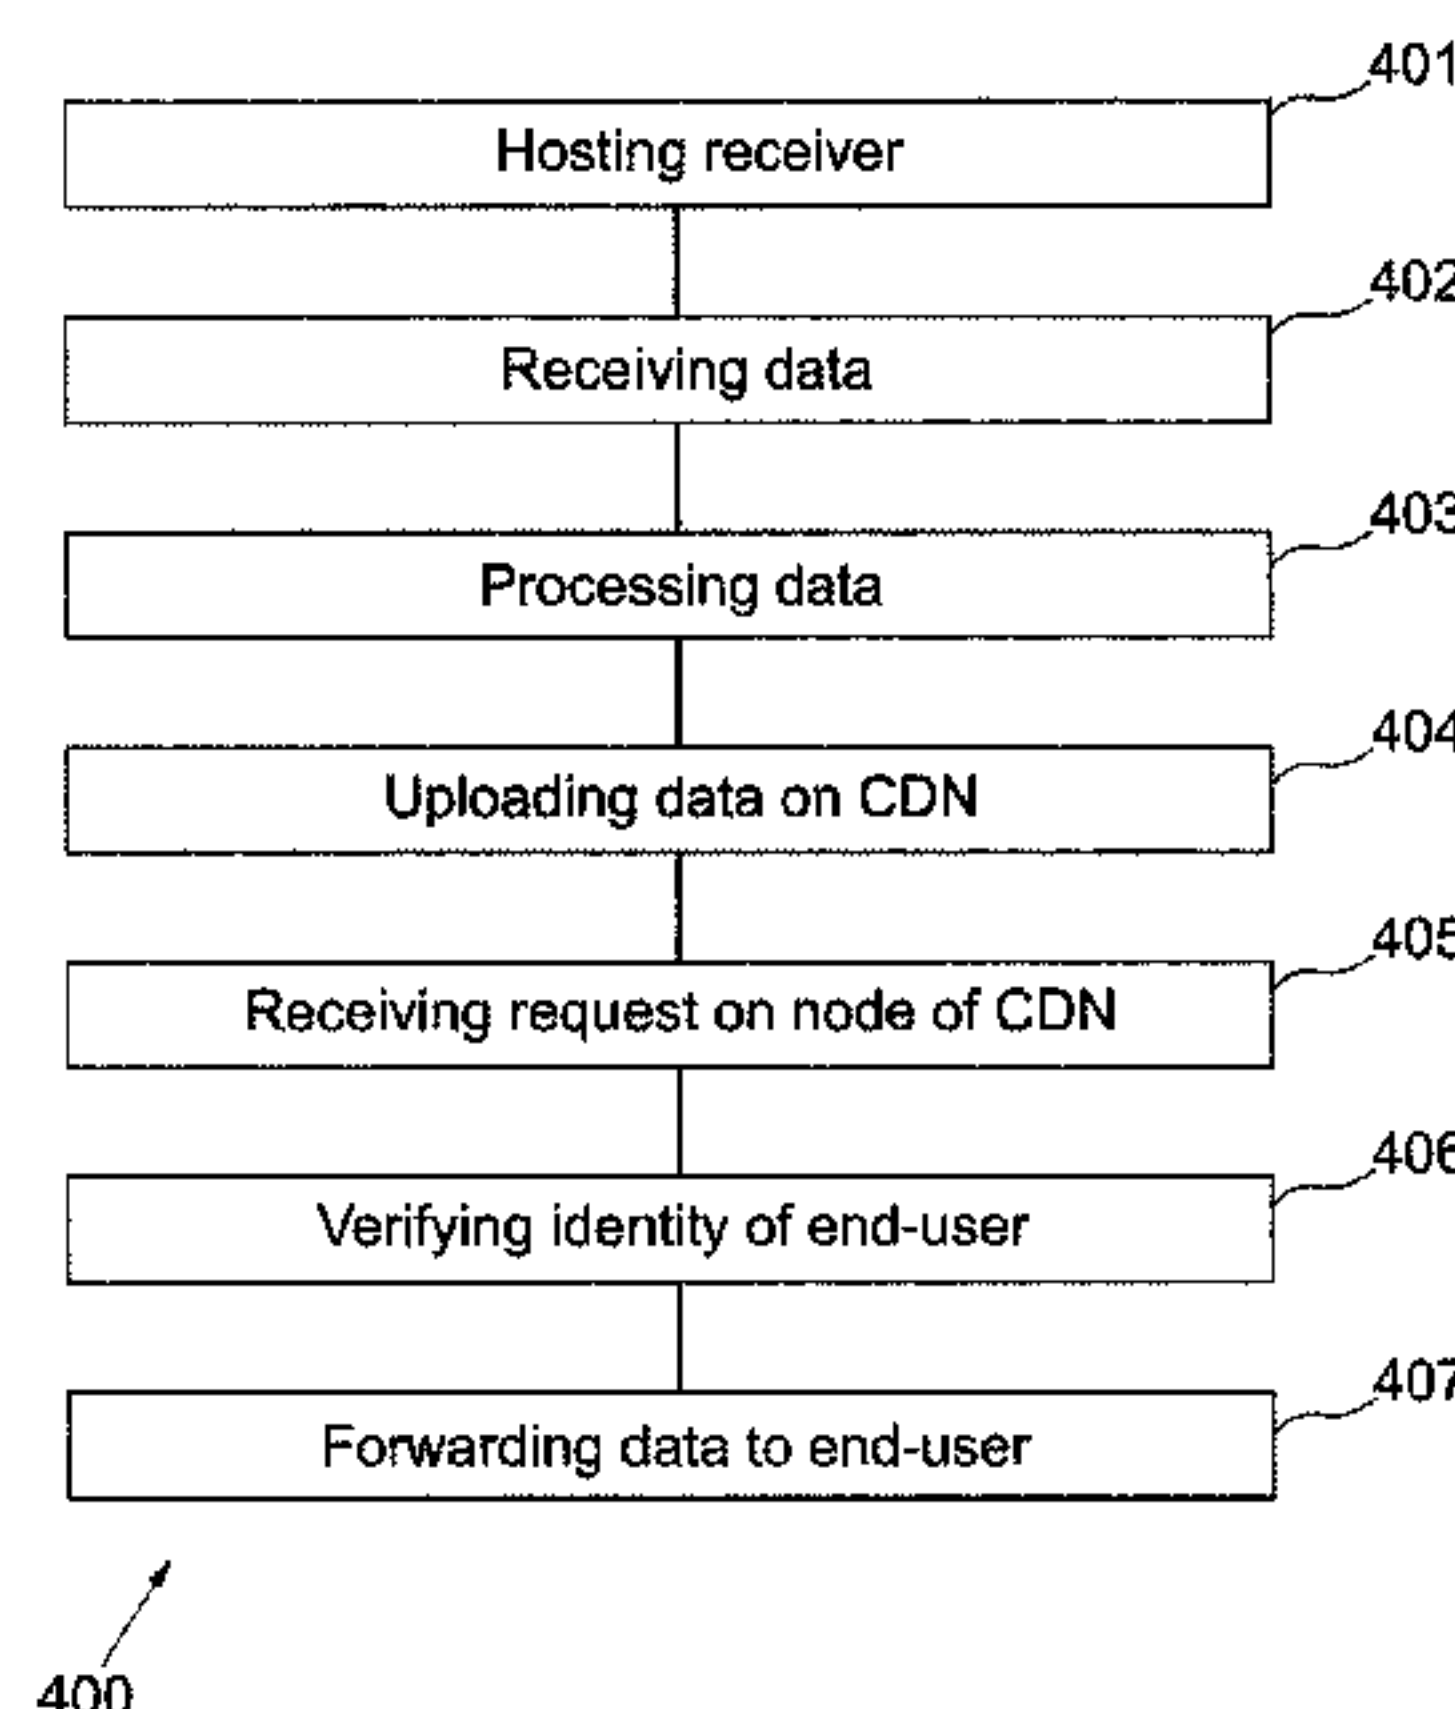 401
Hosting receiver
402
Receiving data
403
Processing data
404
Uploading data on CDN
405
Receiving request on node of CDN
406
Verifying identity of end-user
407
Forwarding data to end-user
400